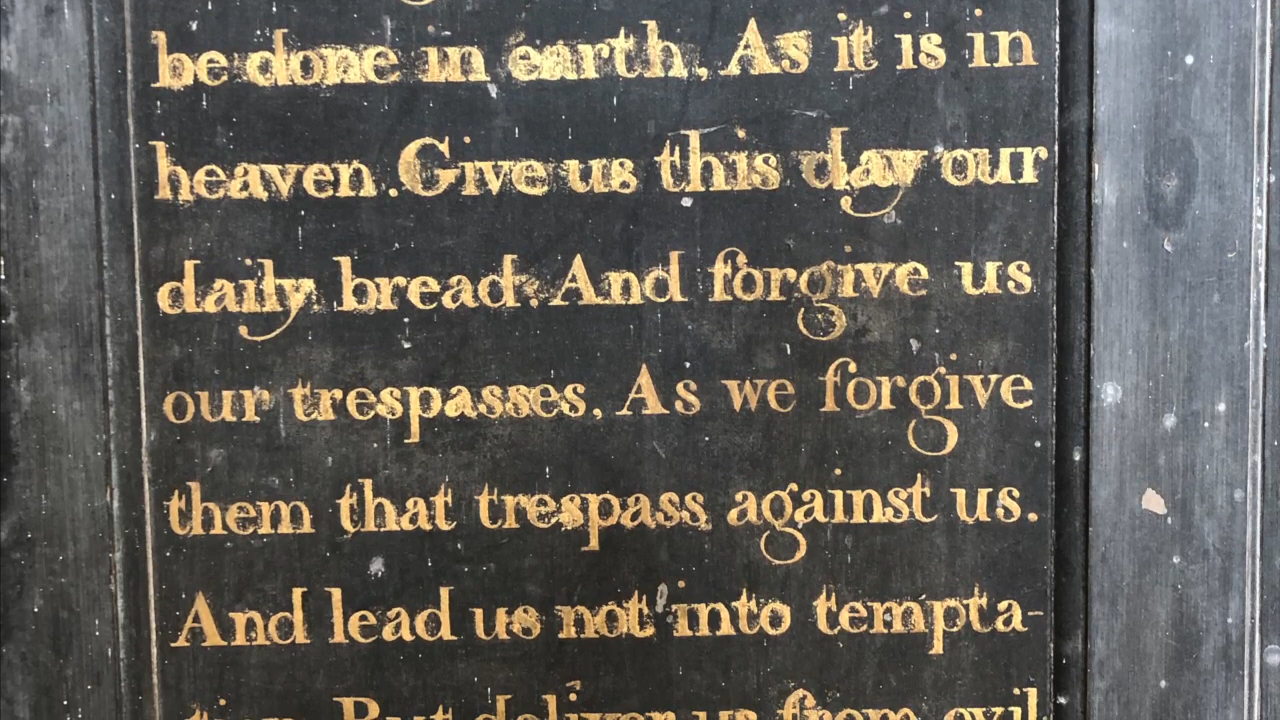 be done in earth, As it is in
heaven. Give us this day our
daily bread: And forgive us
our trespasses, As we forgive
them that trespass against us.
And lead us not into tempta-
tion. But deliver us from evil